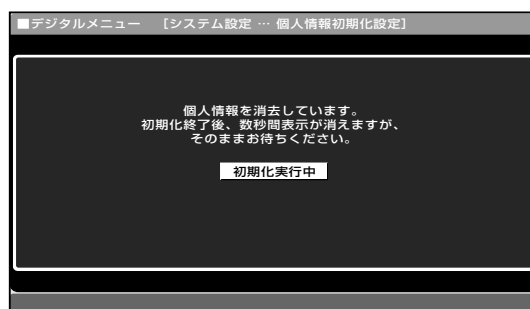 ■デジタルメニュー [システム設定 … 個人情報初期化設定]
個人情報を消去しています。
初期化終了後、数秒間表示が消えますが、
そのままお待ちください。
初期化実行中